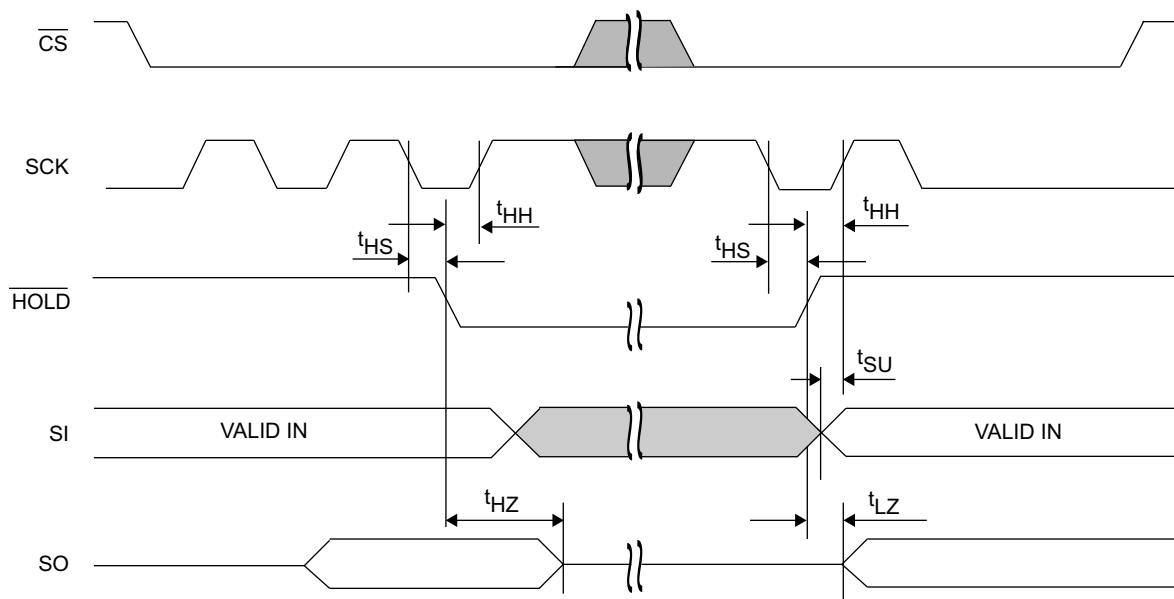 CS
SCK
tHH
tHH
tHS
tHS
HOLD
tSU
SI
VALID IN
VALID IN
tHZ
tLZ
SO